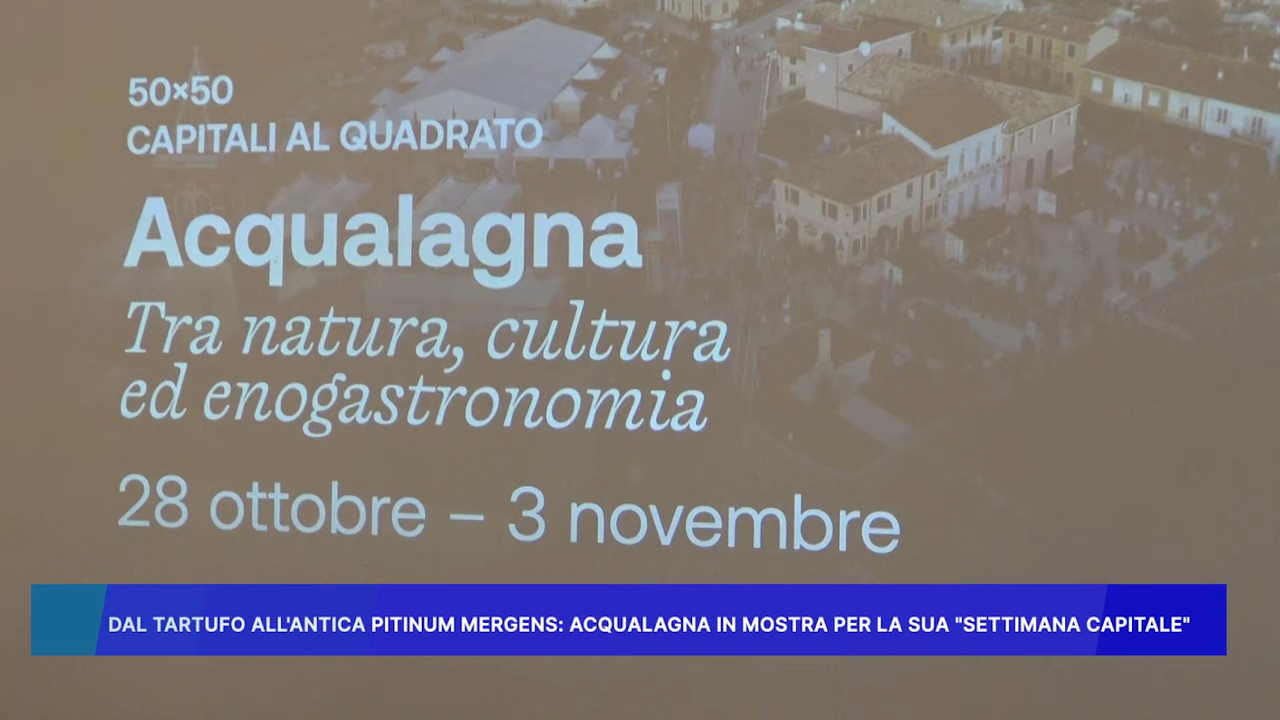 50×50
CAPITALI AL QUADRATO
Acqualagna
Tra natura, cultura
ed enogastronomia
28 ottobre – 3 novembre
DAL TARTUFO ALL'ANTICA PITINUM MERGENS: ACQUALAGNA IN MOSTRA PER LA SUA "SETTIMANA CAPITALE"